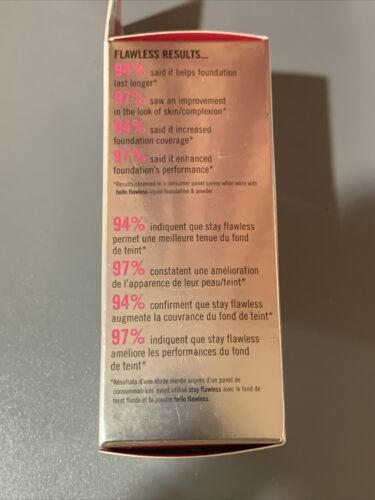 FLAWLESS RESULTS...
94% said it helps foundation
last longer*
97% saw an improvement
in the look of skin/complexion*
94% said it increased
foundation coverage*
97% said it enhanced
foundation's performance*
*Results observed in a consumer panel survey when worn with
hello flawless liquid foundation & powder
94% indiquent que stay flawless
permet une meilleure tenue du fond
de teint*
97% constatent une amélioration
de l'apparence de leur peau/teint*
94% confirment que stay flawless
augmente la couvrance du fond de teint*
97% indiquent que stay flawless
améliore les performances du fond
de teint*
*Résultats d'une étude menée auprès d'un panel de
consommatrices ayant utilisé stay flawless avec le fond de
teint fluide et la poudre hello flawless.